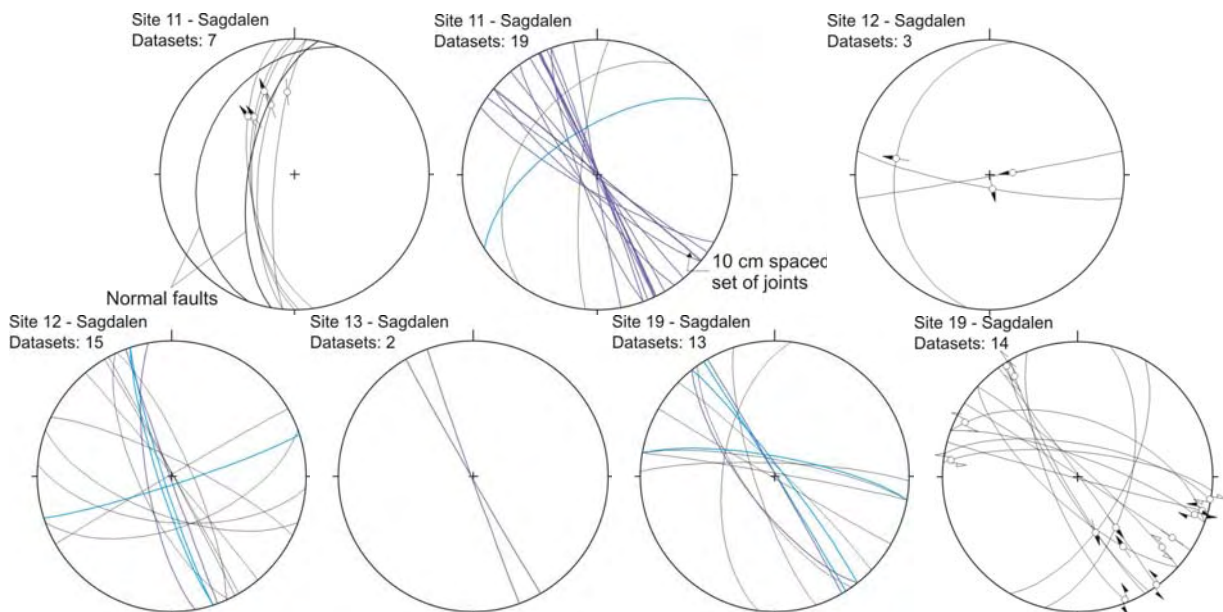 Site 11 - Sagdalen
Datasets: 7
Normal faults
Site 11 - Sagdalen
Datasets: 19
10 cm spaced
set of joints
Site 12 - Sagdalen
Datasets: 3
Site 12 - Sagdalen
Datasets: 15
Site 13 - Sagdalen
Datasets: 2
Site 19 - Sagdalen
Datasets: 13
Site 19 - Sagdalen
Datasets: 14